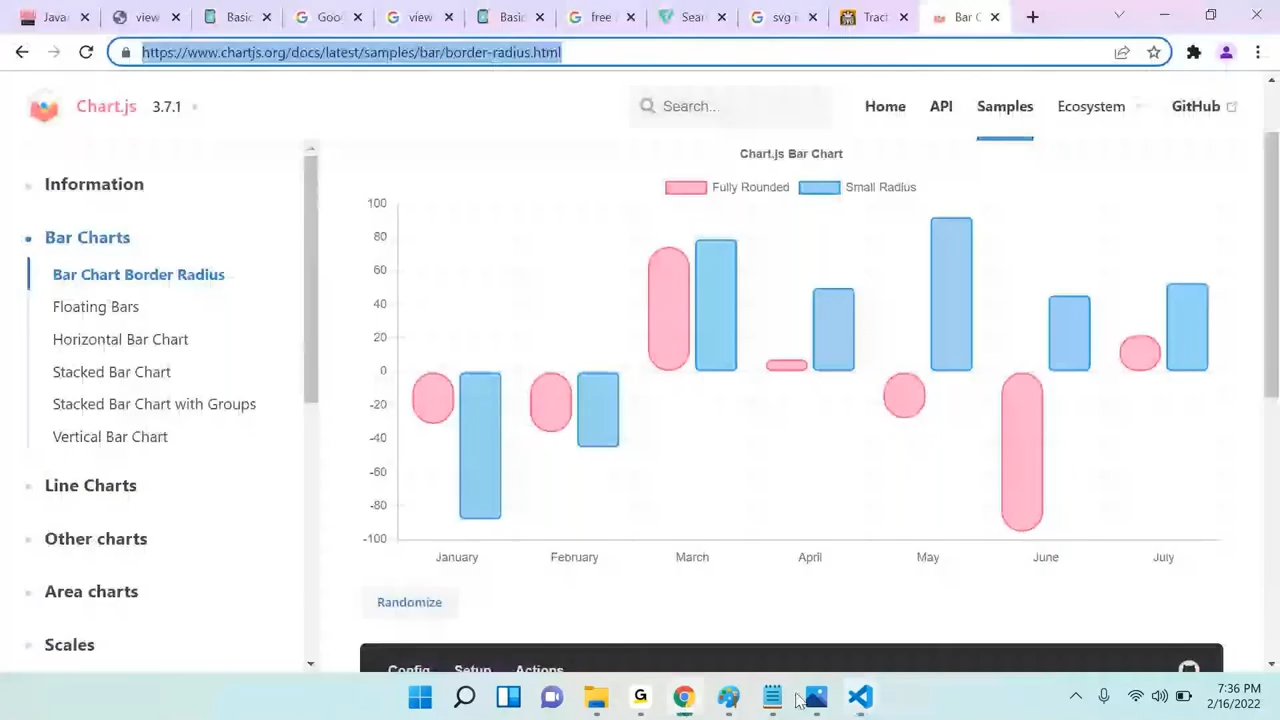 Java
view
Basic
Goo
view
Basic
free
Sear
svg
Trac
Bar C
https://www.chartjs.org/docs/latest/samples/bar/border-radius.html
Chart.js 3.7.1
Search...
Home API Samples Ecosystem GitHub
Information
Bar Charts
Bar Chart Border Radius
Floating Bars
Horizontal Bar Chart
Stacked Bar Chart
Stacked Bar Chart with Groups
Vertical Bar Chart
Line Charts
Other charts
Area charts
Scales
Chart.js Bar Chart
Fully Rounded Small Radius
100
80
60
40
20
0
-20
-40
-60
-80
-100
January February March April May June July
Randomize
Config Setup Actions
G
7:36 PM
2/16/2022